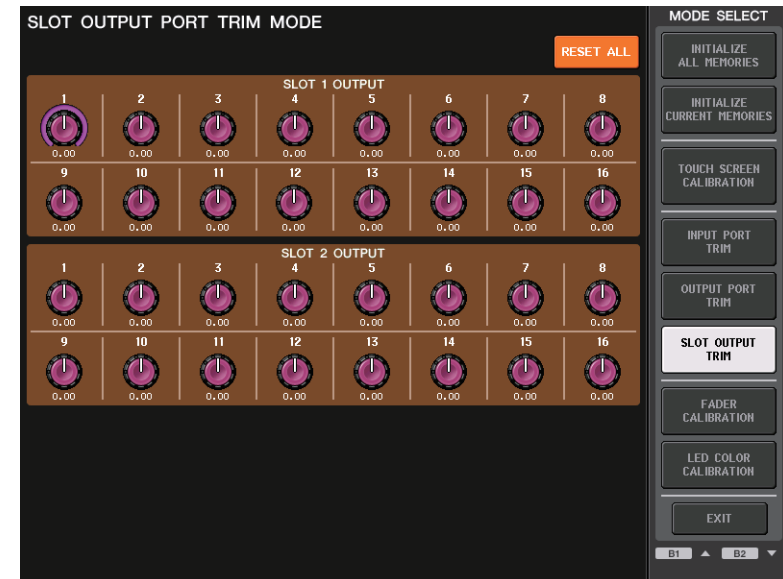 SLOT OUTPUT PORT TRIM MODE
RESET ALL
SLOT 1 OUTPUT
1 2 3 4 5 6 7 8
0.00 0.00 0.00 0.00 0.00 0.00 0.00 0.00
9 10 11 12 13 14 15 16
0.00 0.00 0.00 0.00 0.00 0.00 0.00 0.00
SLOT 2 OUTPUT
1 2 3 4 5 6 7 8
0.00 0.00 0.00 0.00 0.00 0.00 0.00 0.00
9 10 11 12 13 14 15 16
0.00 0.00 0.00 0.00 0.00 0.00 0.00 0.00
MODE SELECT
INITIALIZE
ALL MEMORIES
INITIALIZE
CURRENT MEMORIES
TOUCH SCREEN
CALIBRATION
INPUT PORT
TRIM
OUTPUT PORT
TRIM
SLOT OUTPUT
TRIM
FADER
CALIBRATION
LED COLOR
CALIBRATION
EXIT
B1 ▲ B2 ▼